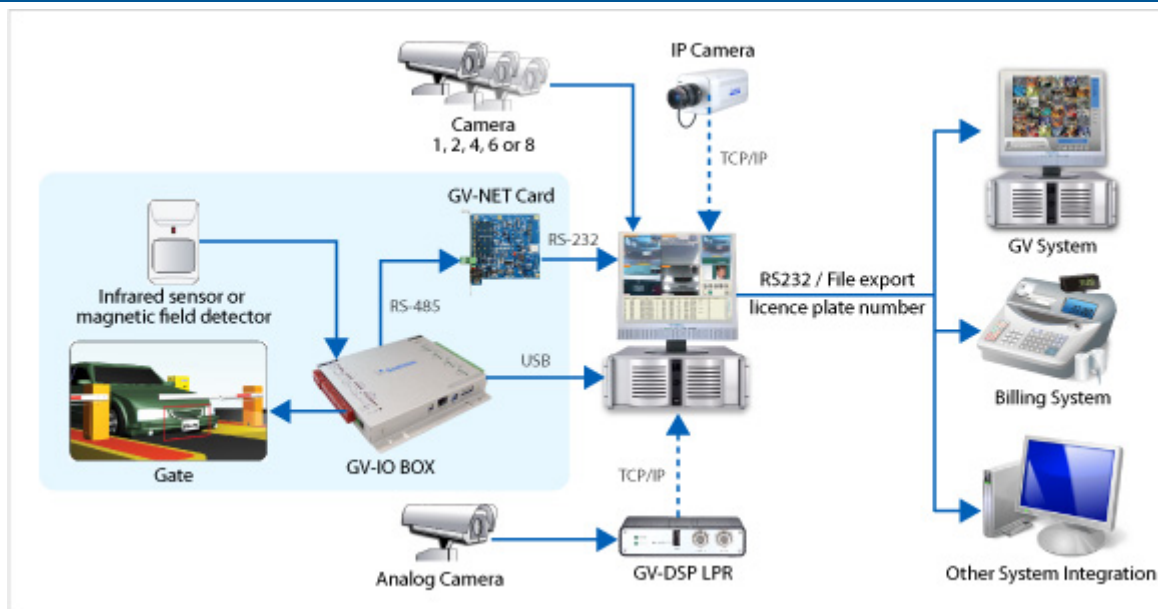 IP Camera
Camera
1, 2, 4, 6 or 8
TCP/IP
GV-NET Card
RS-232
Infrared sensor or
magnetic field detector
RS-485
RS232 / File export
licence plate number
GV System
USB
Billing System
Gate
GV-IO BOX
TCP/IP
Analog Camera
GV-DSP LPR
Other System Integration